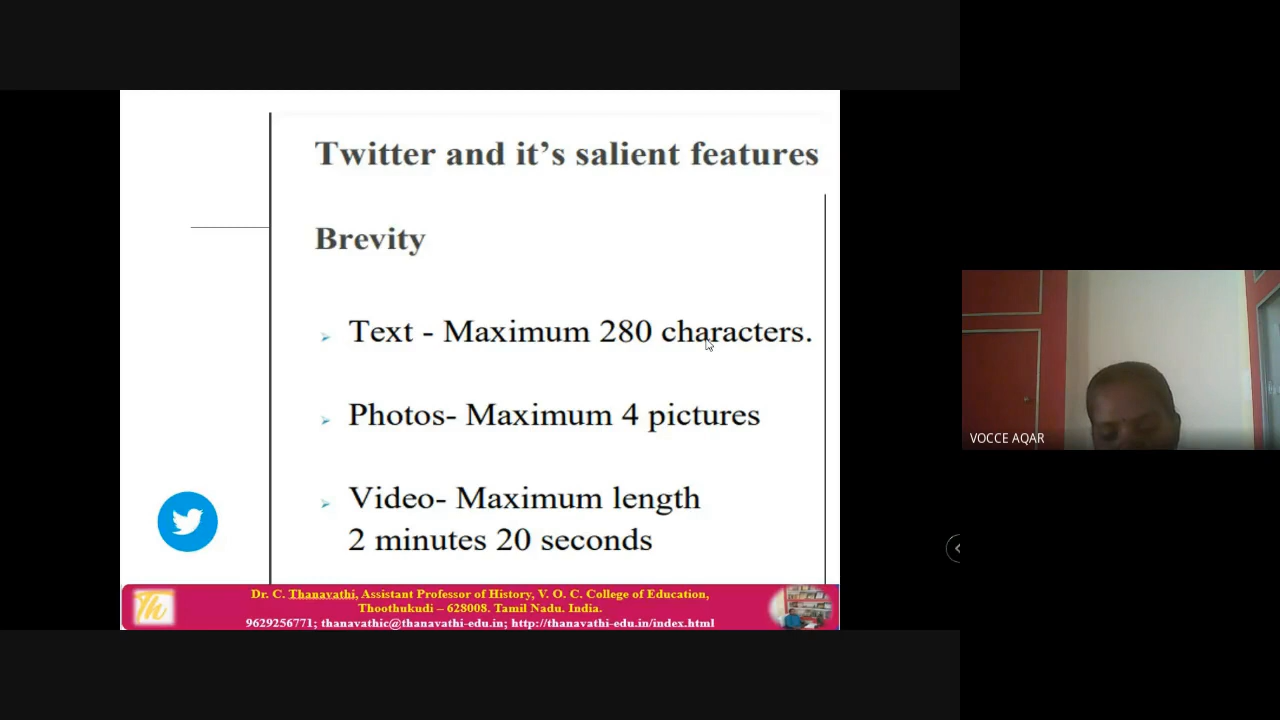 Twitter and it's salient features
Brevity
Text - Maximum 280 characters.
Photos- Maximum 4 pictures
Video- Maximum length
2 minutes 20 seconds
Th
Dr. C. Thanavathi, Assistant Professor of History, V. O. C. College of Education,
Thoothukudi – 628008. Tamil Nadu. India.
9629256771; thanavathic@thanavathi-edu.in; http://thanavathi-edu.in/index.html
VOCCE AQAR